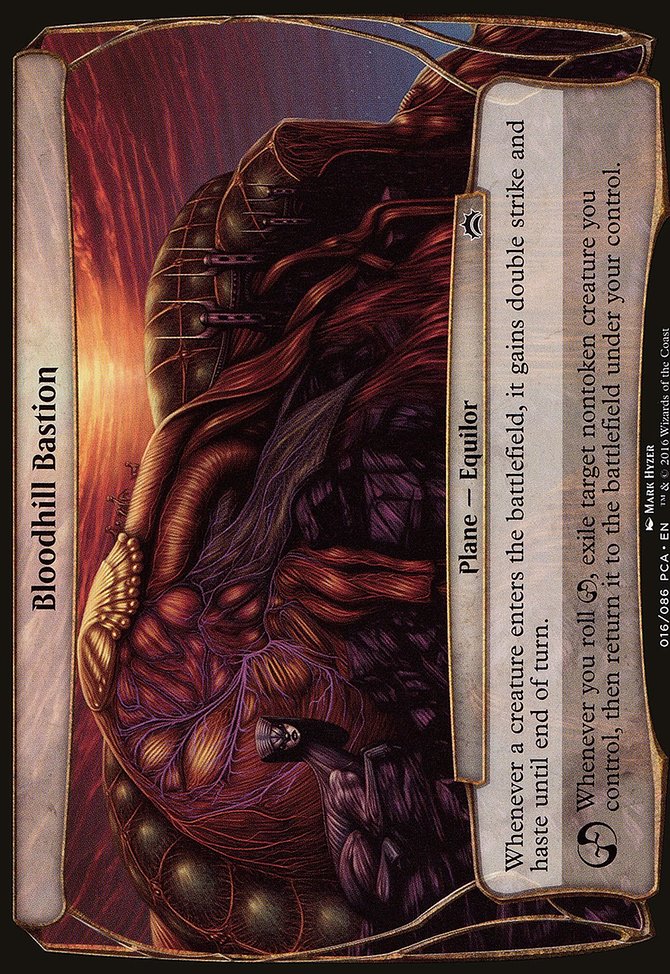 Bloodhill Bastion
Plane — Equilor
Whenever a creature enters the battlefield, it gains double strike and
haste until end of turn.
Whenever you roll , exile target nontoken creature you
control, then return it to the battlefield under your control.
MARK HYZER
016/086 PCA • EN ™ & © 2016 Wizards of the Coast